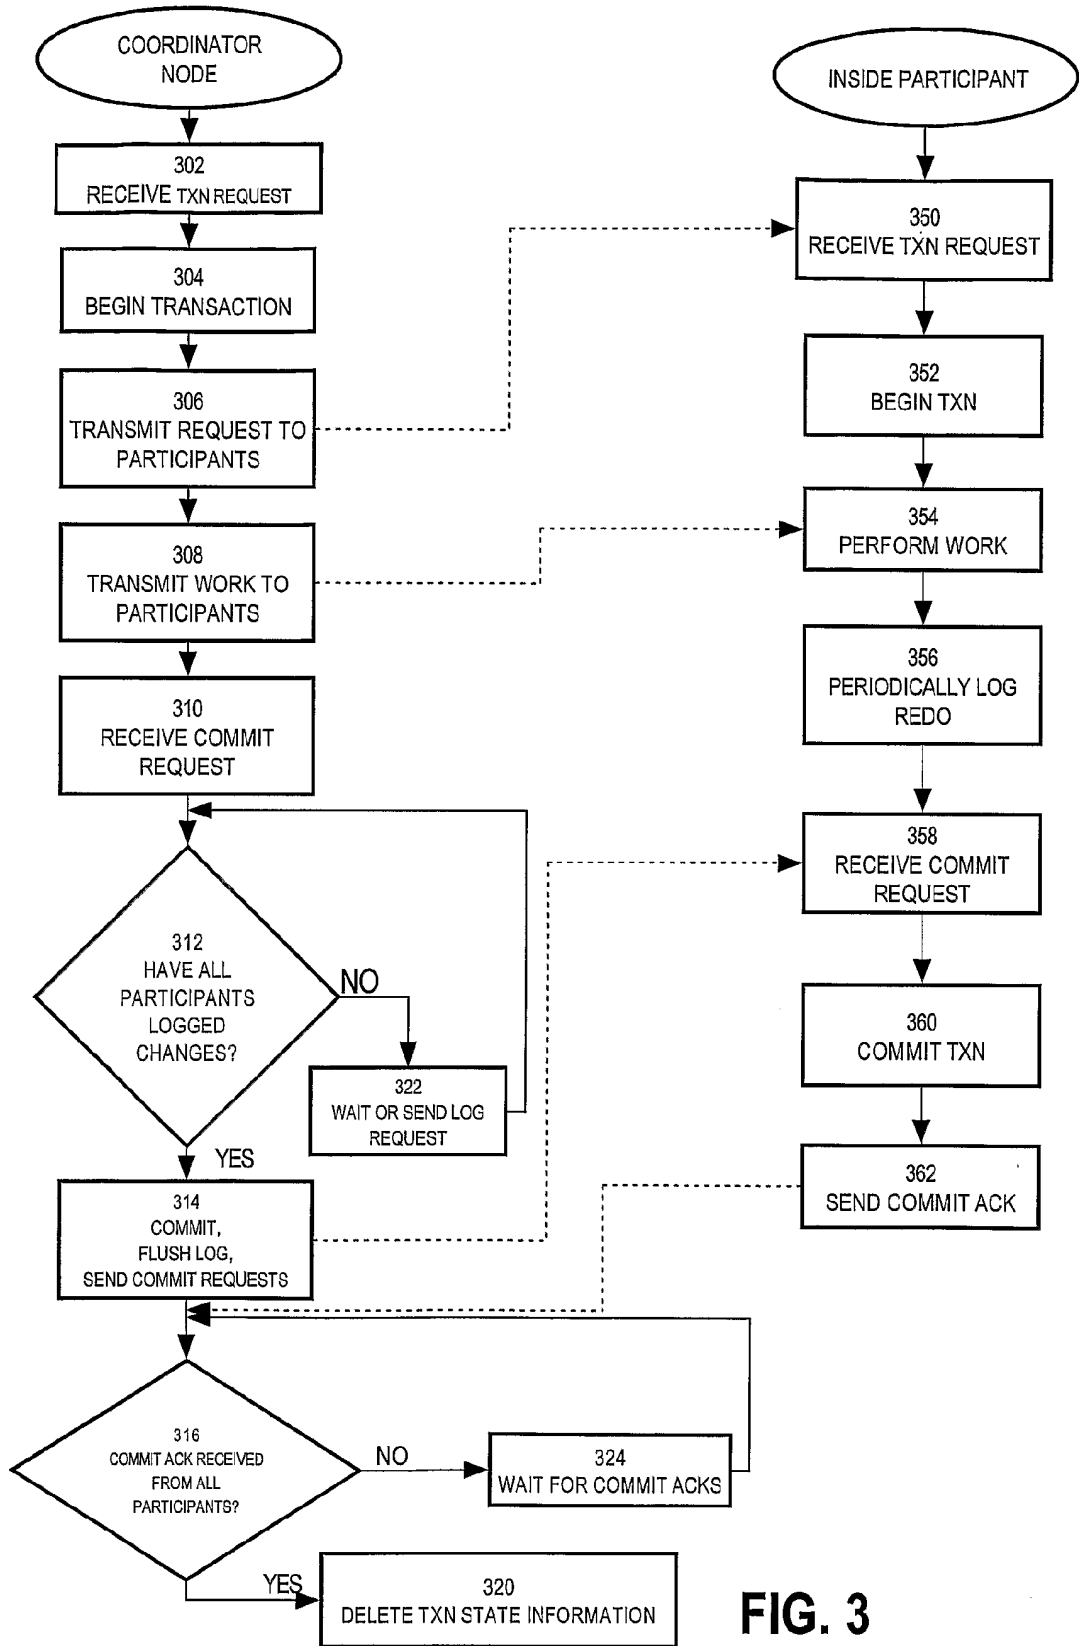 COORDINATOR
NODE
302
RECEIVE TXN REQUEST
304
BEGIN TRANSACTION
306
TRANSMIT REQUEST TO
PARTICIPANTS
308
TRANSMIT WORK TO
PARTICIPANTS
310
RECEIVE COMMIT
REQUEST
312
HAVE ALL
PARTICIPANTS
LOGGED
CHANGES?
NO
322
WAIT OR SEND LOG
REQUEST
YES
314
COMMIT,
FLUSH LOG,
SEND COMMIT REQUESTS
316
COMMIT ACK RECEIVED
FROM ALL
PARTICIPANTS?
NO
324
WAIT FOR COMMIT ACKS
YES
320
DELETE TXN STATE INFORMATION
INSIDE PARTICIPANT
350
RECEIVE TXN REQUEST
352
BEGIN TXN
354
PERFORM WORK
356
PERIODICALLY LOG
REDO
358
RECEIVE COMMIT
REQUEST
360
COMMIT TXN
362
SEND COMMIT ACK
FIG. 3